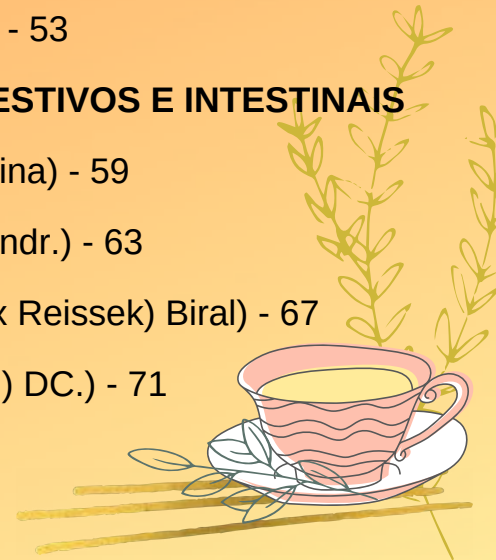 - 53
ESTIVOS E INTESTINAIS
ina) - 59
ndr.) - 63
x Reissek) Biral) - 67
) DC.) - 71